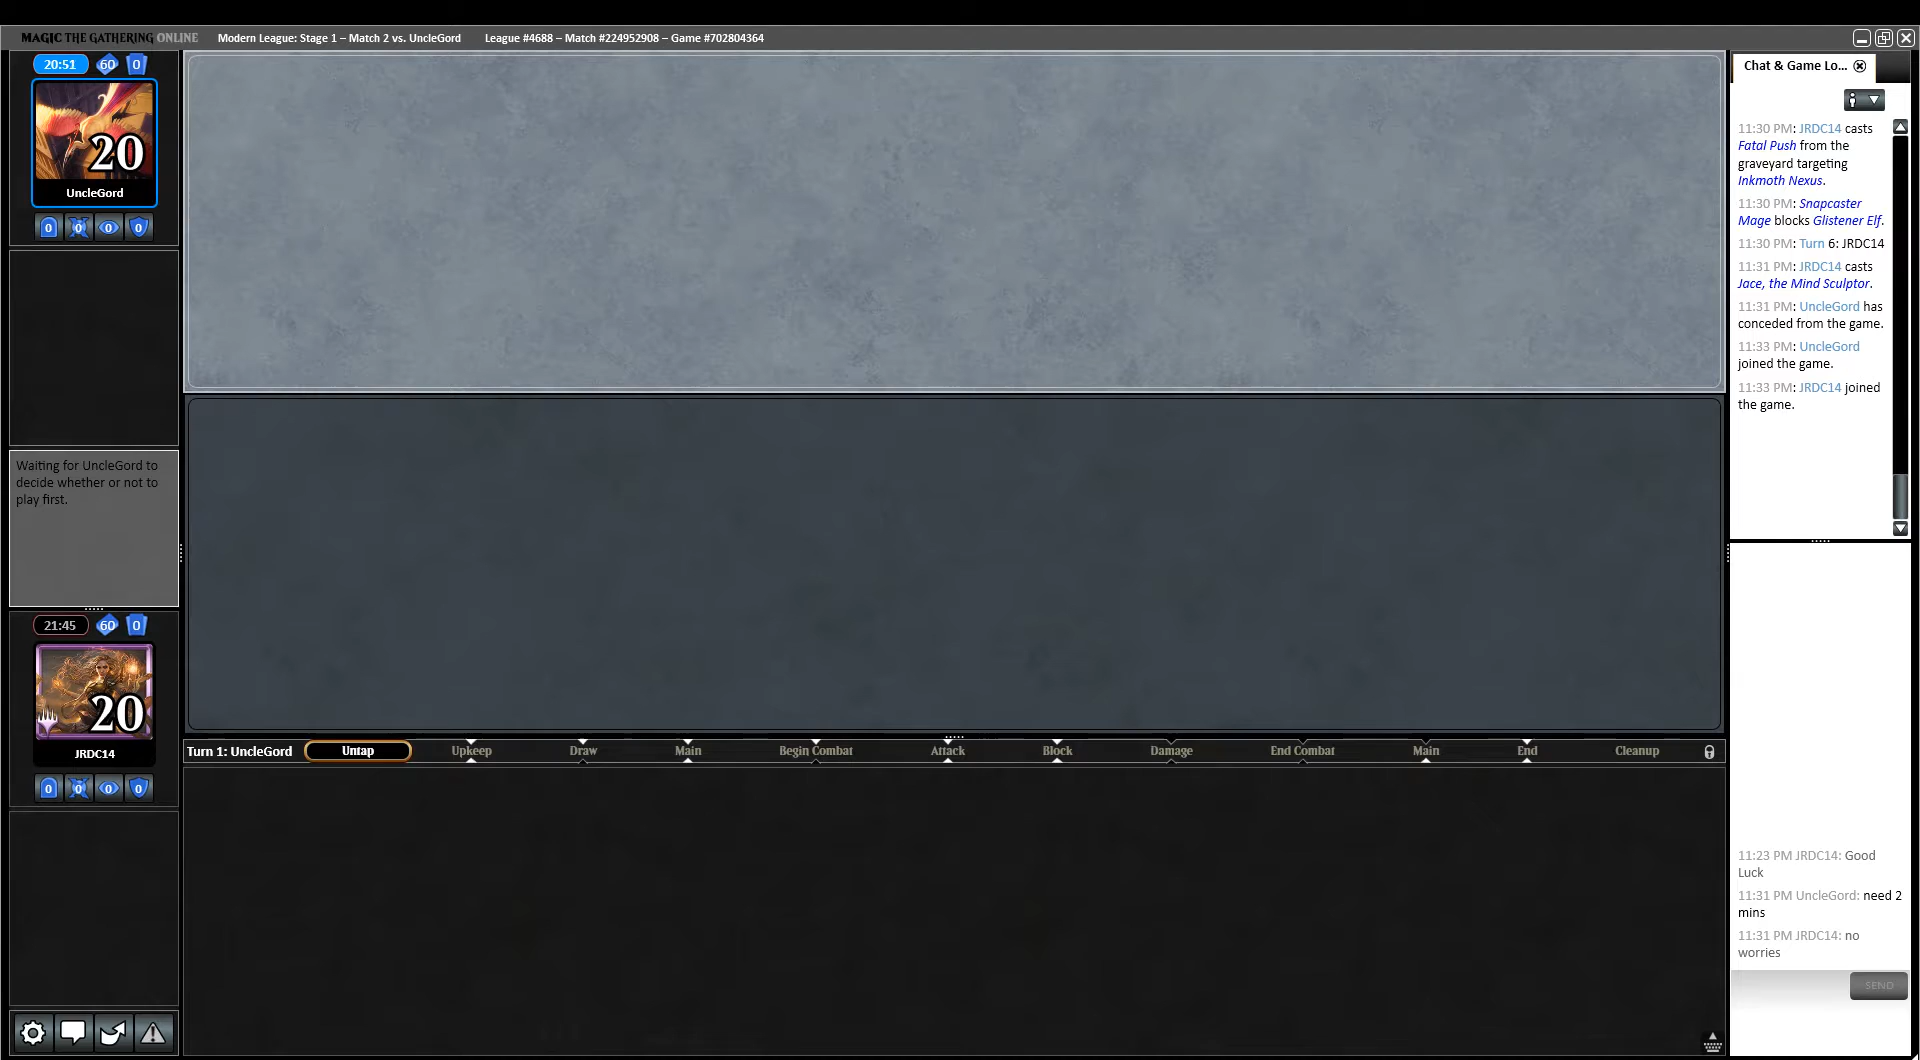 MAGIC THE GATHERING ONLINE
Modern League: Stage 1 – Match 2 vs. UncleGord
League #4688 – Match #224952908 – Game #702804364
20:51
60
0
20
UncleGord
0
0
0
0
Waiting for UncleGord to
decide whether or not to
play first.
21:45
60
0
20
JRDC14
0
0
0
0
Turn 1: UncleGord
Untap
Upkeep
Draw
Main
Begin Combat
Attack
Block
Damage
End Combat
Main
End
Cleanup
Chat & Game Lo...
11:30 PM: JRDC14 casts
Fatal Push from the
graveyard targeting
Inkmoth Nexus.
11:30 PM: Snapcaster
Mage blocks Glistener Elf.
11:30 PM: Turn 6: JRDC14
11:31 PM: JRDC14 casts
Jace, the Mind Sculptor.
11:31 PM: UncleGord has
conceded from the game.
11:33 PM: UncleGord
joined the game.
11:33 PM: JRDC14 joined
the game.
11:23 PM JRDC14: Good
Luck
11:31 PM UncleGord: need 2
mins
11:31 PM JRDC14: no
worries
SEND